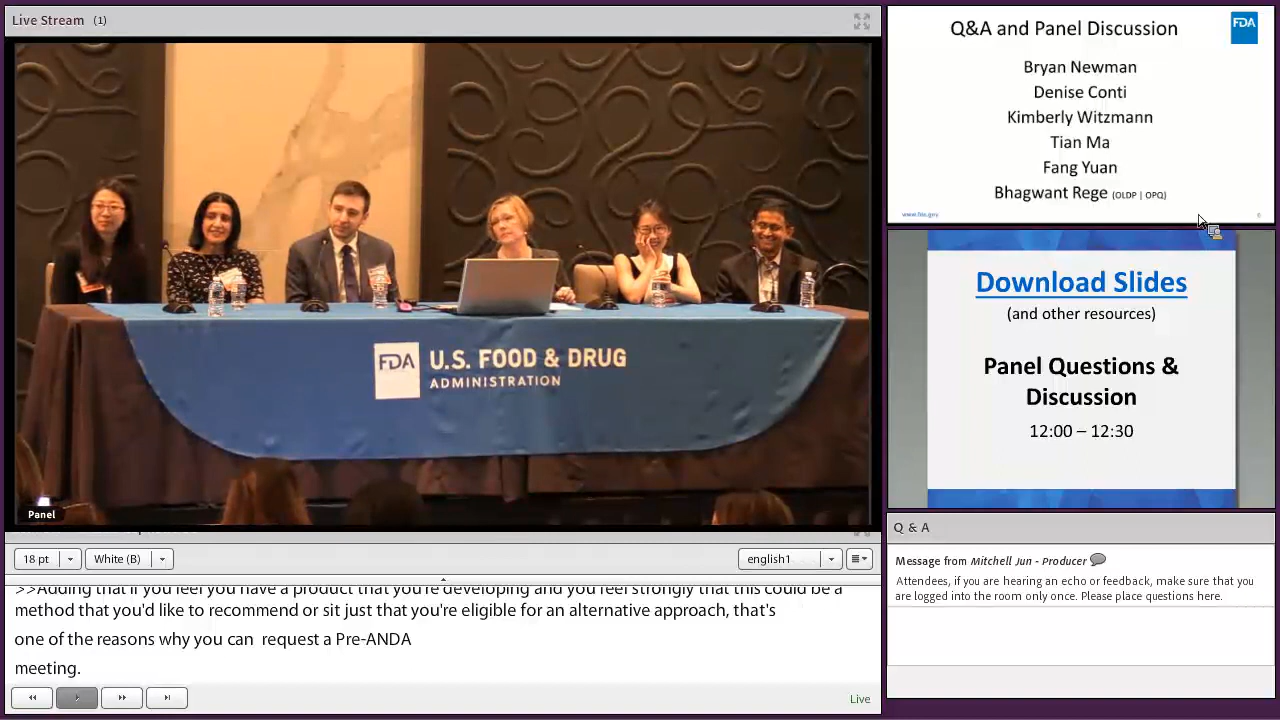 Live Stream (1)
FDA U.S. FOOD & DRUG
ADMINISTRATION
Panel
18 pt
White (B)
english1
>>Adding that if you feel you have a product that you're developing and you feel strongly that this could be a
method that you'd like to recommend or sit just that you're eligible for an alternative approach, that's
one of the reasons why you can request a Pre-ANDA
meeting.
Live
Q&A and Panel Discussion
FDA
Bryan Newman
Denise Conti
Kimberly Witzmann
Tian Ma
Fang Yuan
Bhagwant Rege (OLDP | OPQ)
www.fda.gov
6
Download Slides
(and other resources)
Panel Questions &
Discussion
12:00 – 12:30
Q & A
Message from Mitchell Jun - Producer
Attendees, if you are hearing an echo or feedback, make sure that you
are logged into the room only once. Please place questions here.